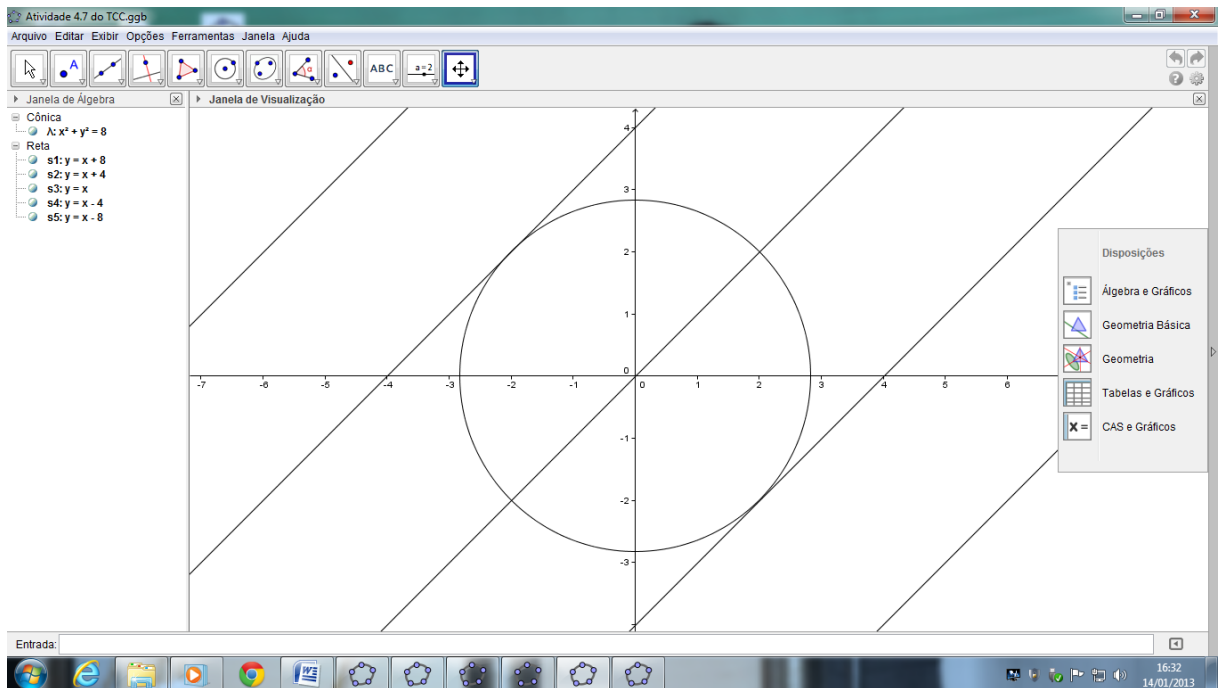 Atividade 4.7 do TCC.ggb
Arquivo Editar Exibir Opções Ferramentas Janela Ajuda
A
α
ABC
a=2
Janela de Álgebra
Janela de Visualização
Cônica
Λ: x² + y² = 8
Reta
s1: y = x + 8
s2: y = x + 4
s3: y = x
s4: y = x - 4
s5: y = x - 8
4
3
2
1
0
-7 -6 -5 -4 -3 -2 -1 0 1 2 3 4 5 6
-1
-2
-3
Disposições
Álgebra e Gráficos
Geometria Básica
Geometria
Tabelas e Gráficos
X =
CAS e Gráficos
Entrada:
16:32
14/01/2013